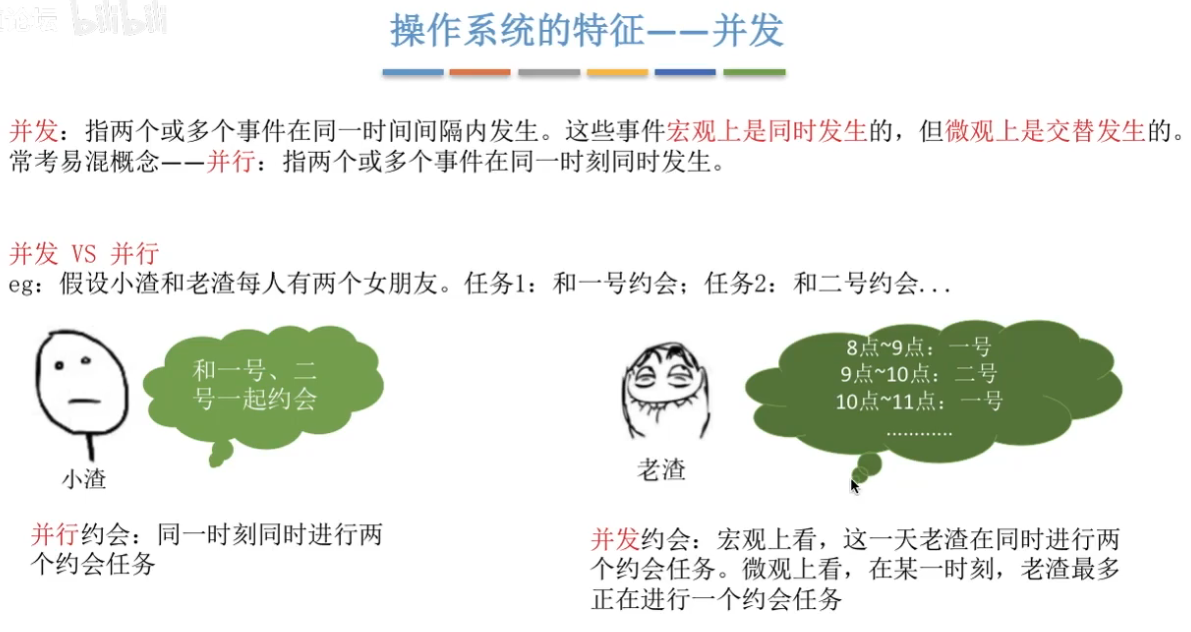 bilibili
操作系统的特征——并发
并发：指两个或多个事件在同一时间间隔内发生。这些事件宏观上是同时发生的，但微观上是交替发生的。
常考易混概念——并行：指两个或多个事件在同一时刻同时发生。
并发 VS 并行
eg：假设小渣和老渣每人有两个女朋友。任务1：和一号约会；任务2：和二号约会...
和一号、二
号一起约会
小渣
并行约会：同一时刻同时进行两
个约会任务
8点~9点：一号
9点~10点：二号
10点~11点：一号
............
老渣
并发约会：宏观上看，这一天老渣在同时进行两
个约会任务。微观上看，在某一时刻，老渣最多
正在进行一个约会任务